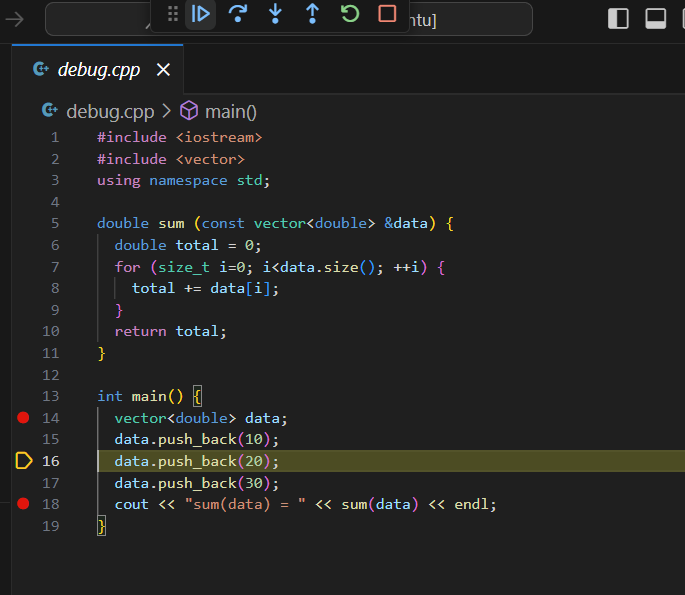 ntu]
debug.cpp
debug.cpp > main()
1 #include <iostream>
2 #include <vector>
3 using namespace std;
4
5 double sum (const vector<double> &data) {
6 double total = 0;
7 for (size_t i=0; i<data.size(); ++i) {
8 total += data[i];
9 }
10 return total;
11 }
12
13 int main() {
14 vector<double> data;
15 data.push_back(10);
16 data.push_back(20);
17 data.push_back(30);
18 cout << "sum(data) = " << sum(data) << endl;
19 }